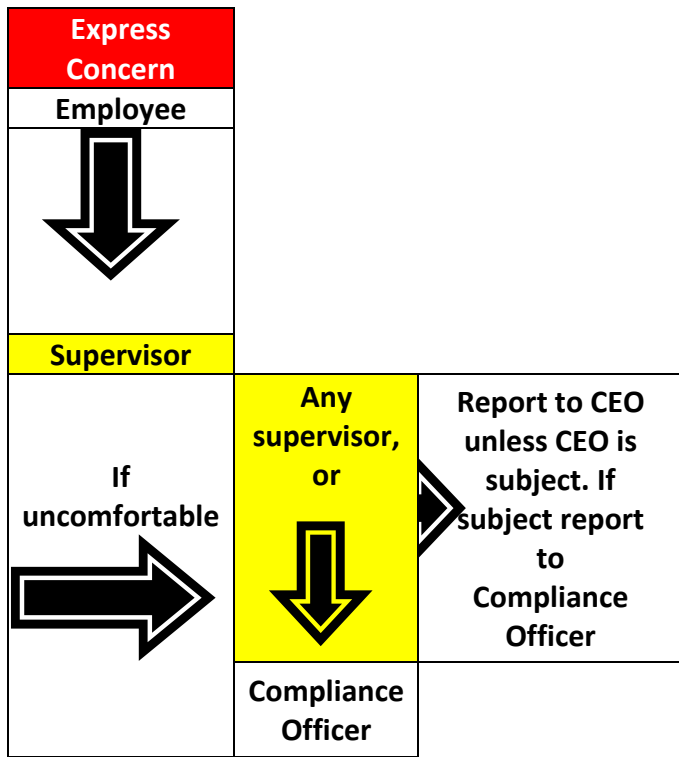 Express
Concern
Employee
Supervisor
If
uncomfortable
Any
supervisor,
or
Report to CEO
unless CEO is
subject. If
subject report
to
Compliance
Officer
Compliance
Officer